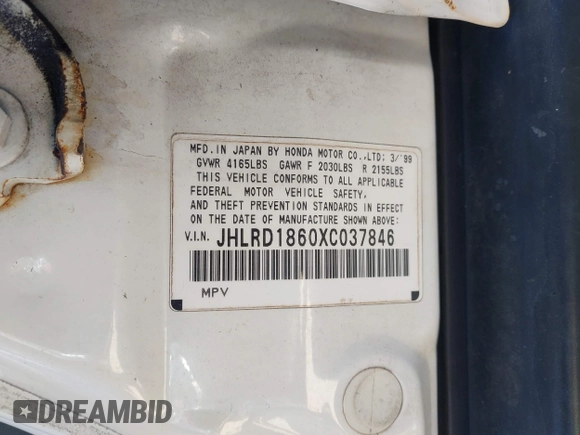 MFD. IN JAPAN BY HONDA MOTOR CO., LTD: 3/'99
GVWR 4165LBS GAWR F 2030LBS R 2155LBS
THIS VEHICLE CONFORMS TO ALL APPLICABLE
FEDERAL MOTOR VEHICLE SAFETY,
AND THEFT PREVENTION STANDARDS IN EFFECT
ON THE DATE OF MANUFACTURE SHOWN ABOVE:
V.I.N. JHLRD1860XC037846
MPV
DREAMBID